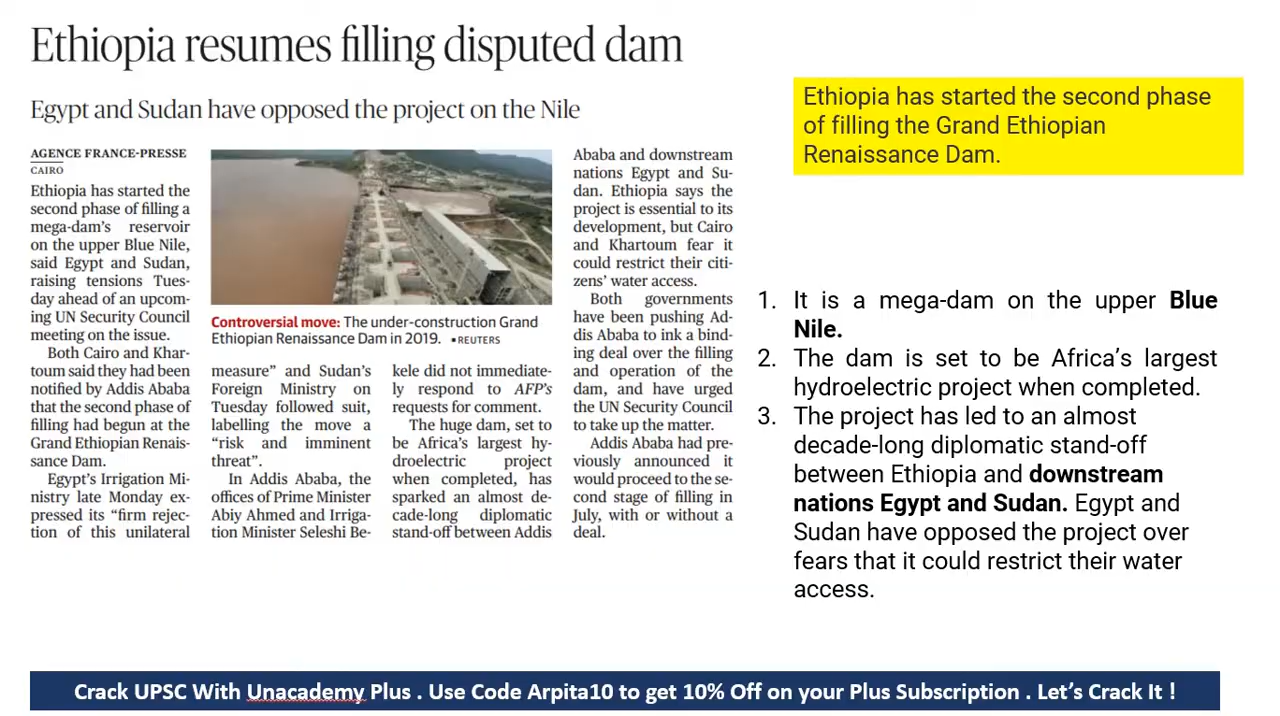 Ethiopia resumes filling disputed dam
Egypt and Sudan have opposed the project on the Nile
AGENCE FRANCE-PRESSE
CAIRO
Ethiopia has started the
second phase of filling a
mega-dam’s reservoir
on the upper Blue Nile,
said Egypt and Sudan,
raising tensions Tues-
day ahead of an upcom-
ing UN Security Council
meeting on the issue.
Both Cairo and Khar-
toum said they had been
notified by Addis Ababa
that the second phase of
filling had begun at the
Grand Ethiopian Renais-
sance Dam.
Egypt’s Irrigation Mi-
nistry late Monday ex-
pressed its “firm rejec-
tion of this unilateral
Controversial move: The under-construction Grand
Ethiopian Renaissance Dam in 2019. ▪REUTERS
measure” and Sudan’s
Foreign Ministry on
Tuesday followed suit,
labelling the move a
“risk and imminent
threat”.
In Addis Ababa, the
offices of Prime Minister
Abiy Ahmed and Irriga-
tion Minister Seleshi Be-
kele did not immediate-
ly respond to AFP’s
requests for comment.
The huge dam, set to
be Africa’s largest hy-
droelectric project
when completed, has
sparked an almost de-
cade-long diplomatic
stand-off between Addis
Ababa and downstream
nations Egypt and Su-
dan. Ethiopia says the
project is essential to its
development, but Cairo
and Khartoum fear it
could restrict their citi-
zens’ water access.
Both governments
have been pushing Ad-
dis Ababa to ink a bind-
ing deal over the filling
and operation of the
dam, and have urged
the UN Security Council
to take up the matter.
Addis Ababa had pre-
viously announced it
would proceed to the se-
cond stage of filling in
July, with or without a
deal.
Ethiopia has started the second phase
of filling the Grand Ethiopian
Renaissance Dam.
1. It is a mega-dam on the upper Blue
Nile.
2. The dam is set to be Africa’s largest
hydroelectric project when completed.
3. The project has led to an almost
decade-long diplomatic stand-off
between Ethiopia and downstream
nations Egypt and Sudan. Egypt and
Sudan have opposed the project over
fears that it could restrict their water
access.
Crack UPSC With Unacademy Plus . Use Code Arpita10 to get 10% Off on your Plus Subscription . Let’s Crack It !